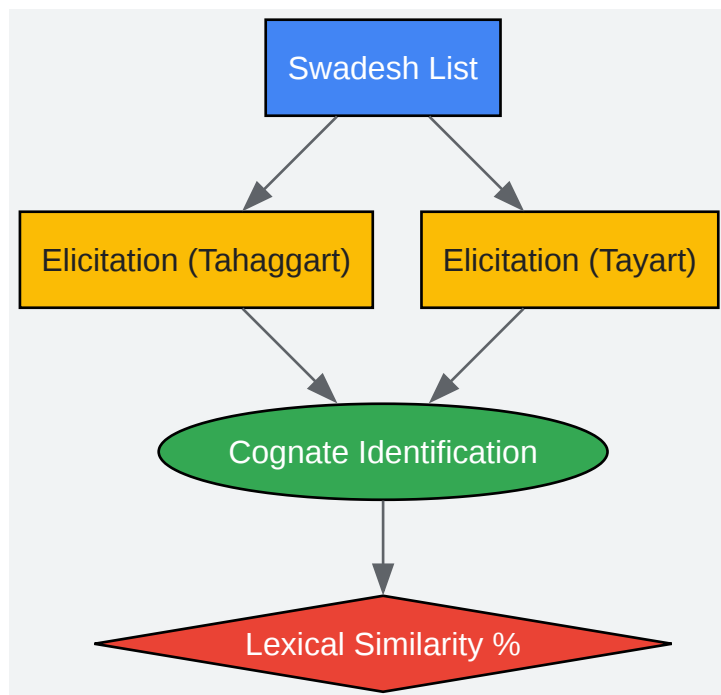 Swadesh List
Elicitation (Tahaggart)
Elicitation (Tayart)
Cognate Identification
Lexical Similarity %